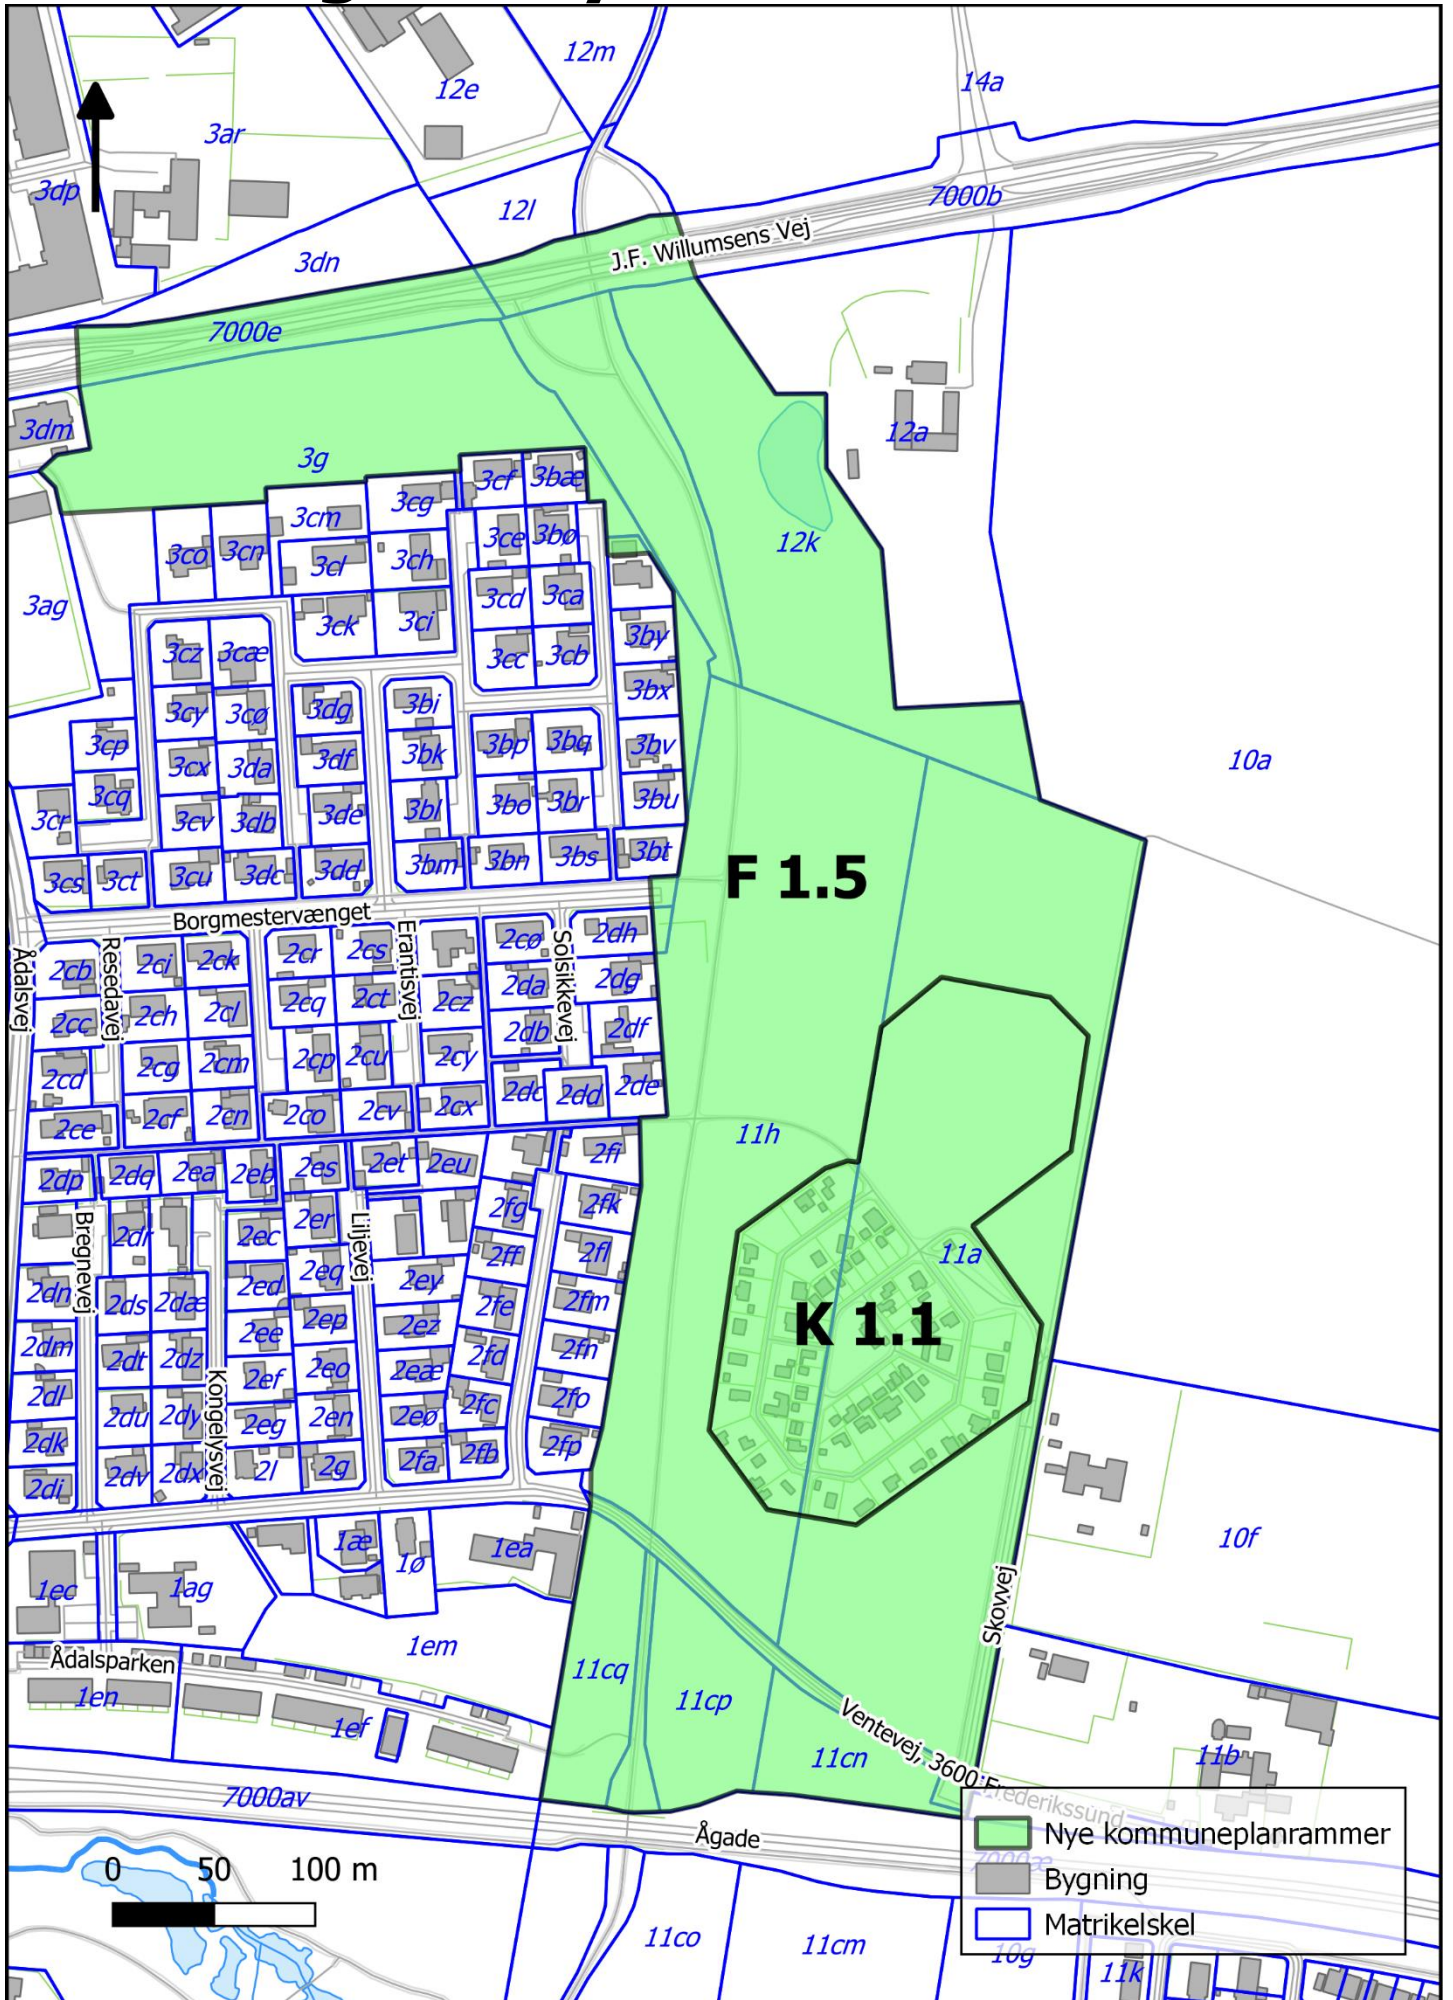 12m
12e
14a
3ar
3dp
7000b
12l
J.F. Willumsens Vej
3dn
7000e
3dm
12a
3g
3cf
3bæ
3cg
3cm
3ce
3bø
12k
3co
3cn
3cl
3ch
3cd
3ca
3ag
3ck
3ci
3by
3cz
3cæ
3cc
3cb
3bx
3cy
3cø
3dg
3bi
3cp
3bp
3bq
3bv
3cx
3da
3df
3bk
10a
3cq
3bo
3br
3bu
3cr
3cv
3db
3de
3bl
3cs
3ct
3cu
3dc
3dd
3bm
3bn
3bs
3bt
F 1.5
Borgmestervænget
Ådalsvej
Resedavej
Erantisvej
Solsikkevej
2cb
2ci
2ck
2cr
2cs
2cø
2dh
2cc
2ch
2cl
2cq
2ct
2cz
2da
2dg
2db
2df
2cd
2cg
2cm
2cp
2cu
2cy
2dc
2dd
2de
2ce
2cf
2cn
2co
2cv
2cx
11h
2dp
2dq
2ea
2eb
2es
2et
2eu
2fi
Bregnevej
2dr
2ec
2er
Liljevej
2fg
2fk
2ff
2fl
11a
2dn
2ds
2dæ
2ed
2eq
2ey
2fe
2fm
K 1.1
2dm
2dt
2dz
2ee
2ep
2ez
2fd
2fn
2dl
2ef
2eo
2eæ
Kongelysvej
2du
2dy
2eg
2en
2eø
2fc
2fo
2dk
2di
2dv
2dx
2l
2g
2fa
2fb
2fp
1æ
1ø
1ea
10f
1ec
1ag
Skovvej
1em
Ådalsparken
1en
1ef
11cq
11cp
11cn
Ventevej, 3600 Frederikssund
11b
7000av
Ågade
7000æ
0 50 100 m
Nye kommuneplanrammer
Bygning
Matrikelskel
11co
11cm
10g
11k